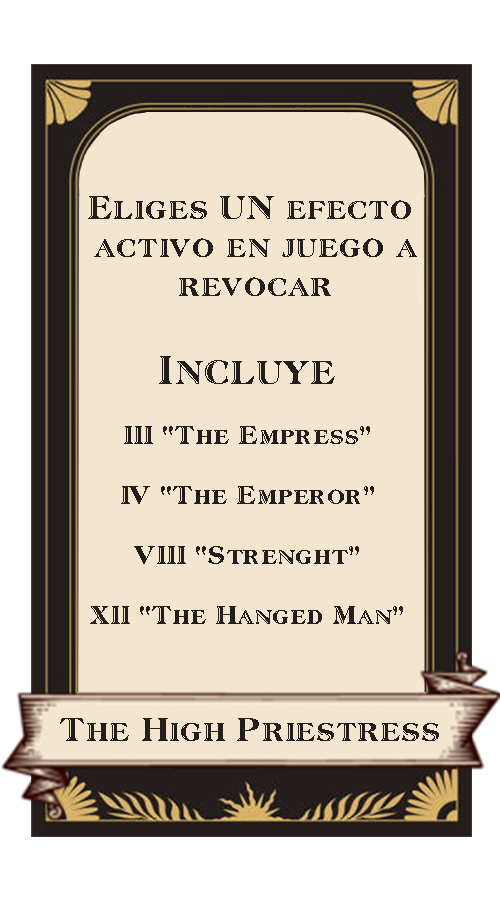 Eliges UN efecto
activo en juego a
revocar
Incluye
III "The Empress"
IV "The Emperor"
VIII "Strenght"
XII "The Hanged Man"
The High Priestress